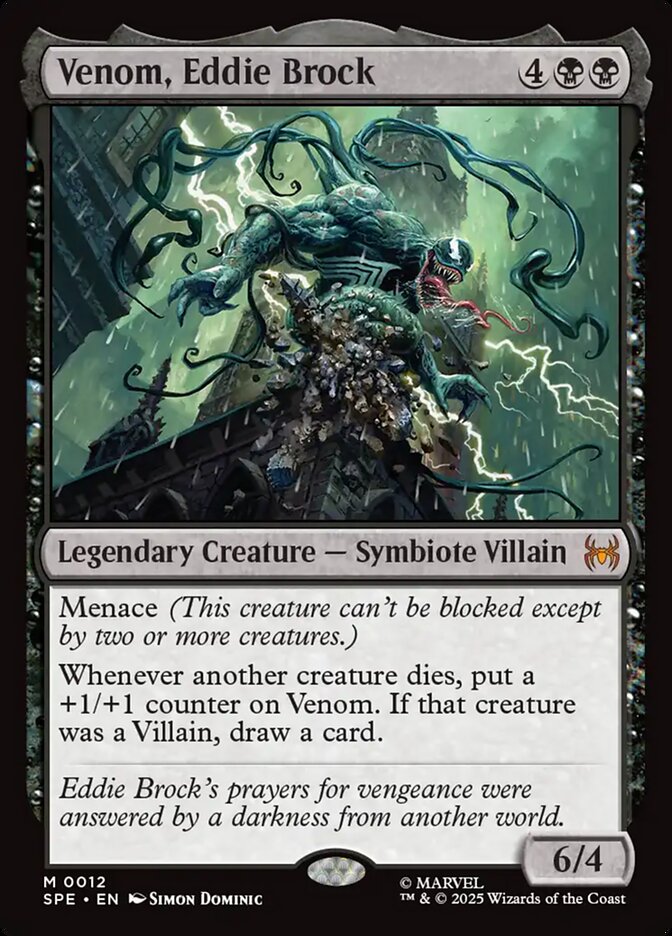 Venom, Eddie Brock 4
Legendary Creature — Symbiote Villain
Menace (This creature can't be blocked except
by two or more creatures.)
Whenever another creature dies, put a
+1/+1 counter on Venom. If that creature
was a Villain, draw a card.
Eddie Brock's prayers for vengeance were
answered by a darkness from another world.
6/4
M 0012
SPE • EN Simon Dominic
© MARVEL
™ & © 2025 Wizards of the Coast